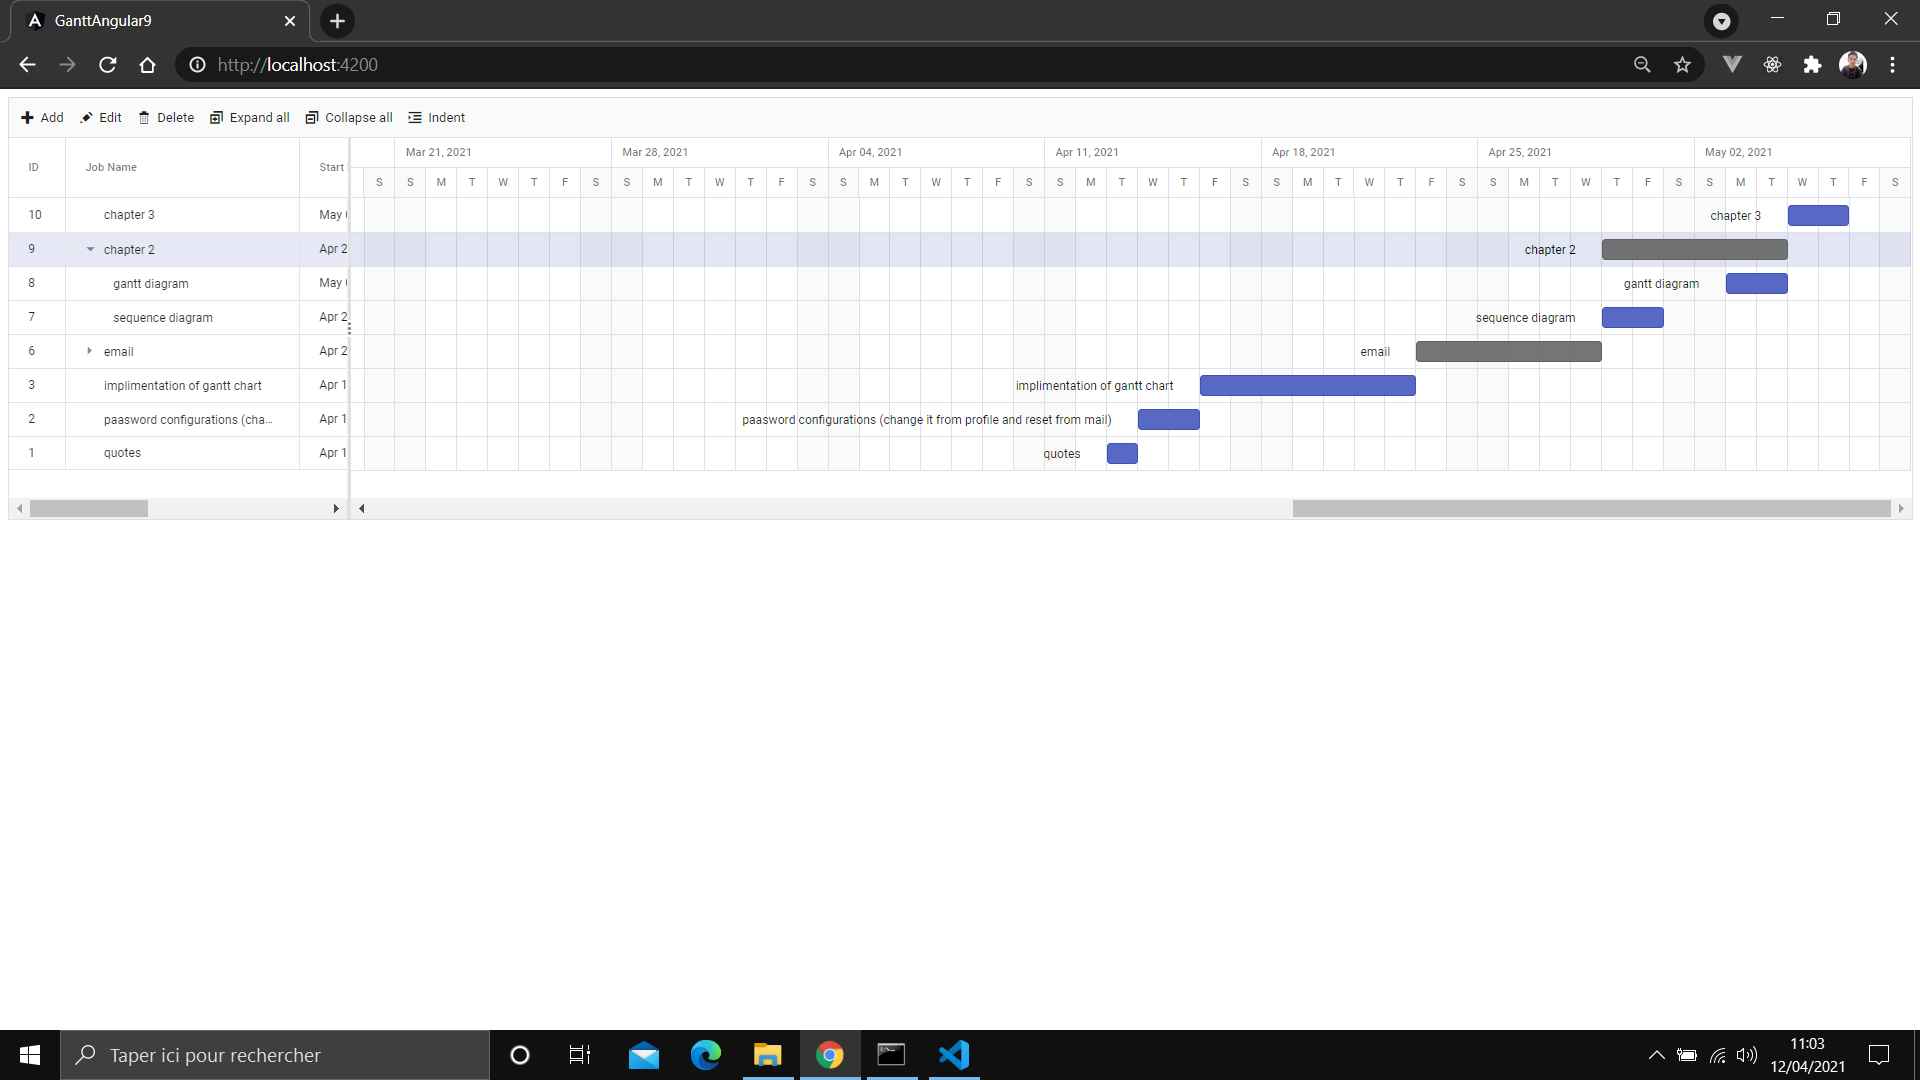 GanttAngular9
http://localhost:4200
Add Edit Delete Expand all Collapse all Indent
ID Job Name Start
Mar 21, 2021 Mar 28, 2021 Apr 04, 2021 Apr 11, 2021 Apr 18, 2021 Apr 25, 2021 May 02, 2021
S S M T W T F S S M T W T F S S M T W T F S S M T W T F S S M T W T F S S M T W T F S S M T W T F S
10 chapter 3 May chapter 3
9 chapter 2 Apr 2 chapter 2
8 gantt diagram May gantt diagram
7 sequence diagram Apr 2 sequence diagram
6 email Apr 2 email
3 implimentation of gantt chart Apr 1 implimentation of gantt chart
2 paasword configurations (cha... Apr 1 paasword configurations (change it from profile and reset from mail)
1 quotes Apr 1 quotes
Taper ici pour rechercher
11:03
12/04/2021